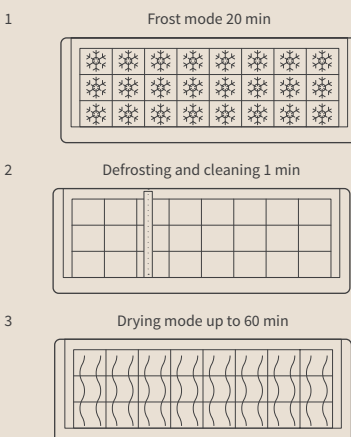 1 Frost mode 20 min
2 Defrosting and cleaning 1 min
3 Drying mode up to 60 min